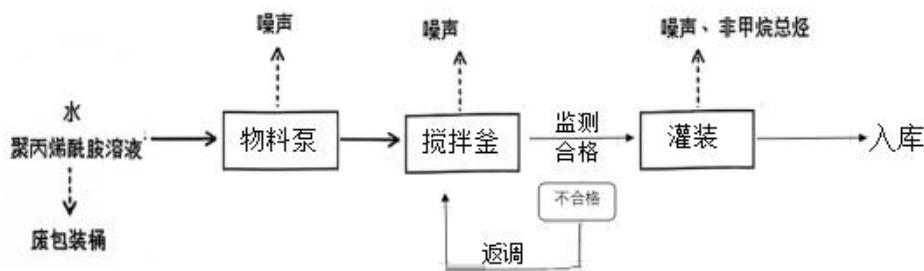 噪声
噪声
噪声、非甲烷总烃
水
聚丙烯酰胺溶液
物料泵
搅拌釜
监测
合格
灌装
入库
不合格
废包装桶
返调